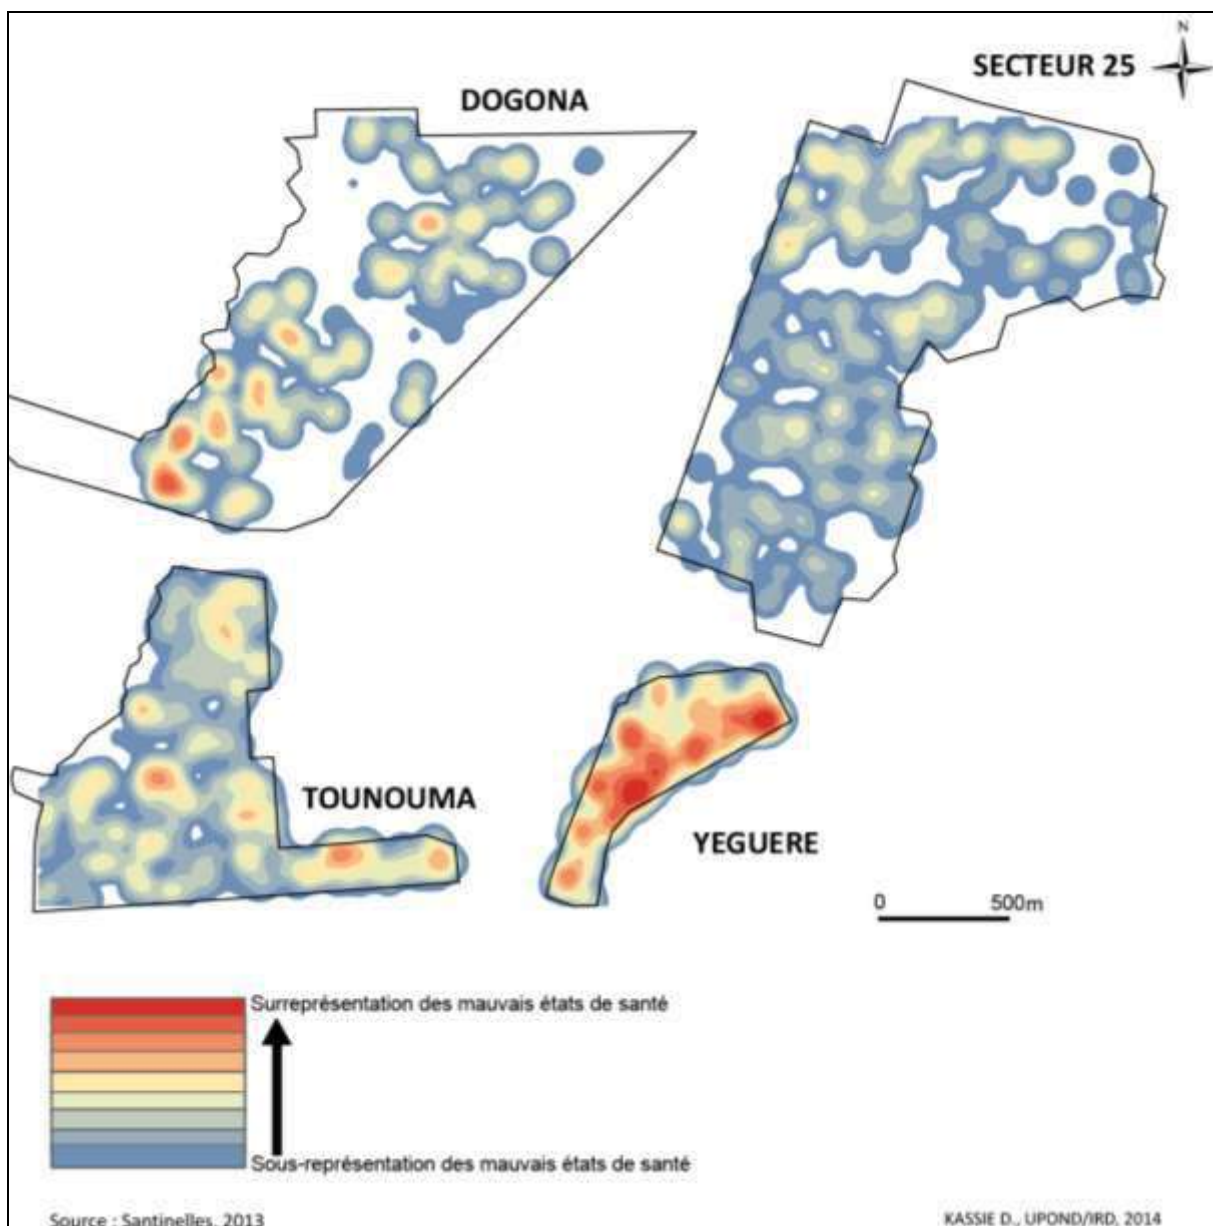 N
SECTEUR 25
DOGONA
TOUNOUMA
YEGUERE
0 500m
Surreprésentation des mauvais états de santé
Sous-représentation des mauvais états de santé
Source : Santinelles, 2013
KASSIE D., UPOND/IRD, 2014